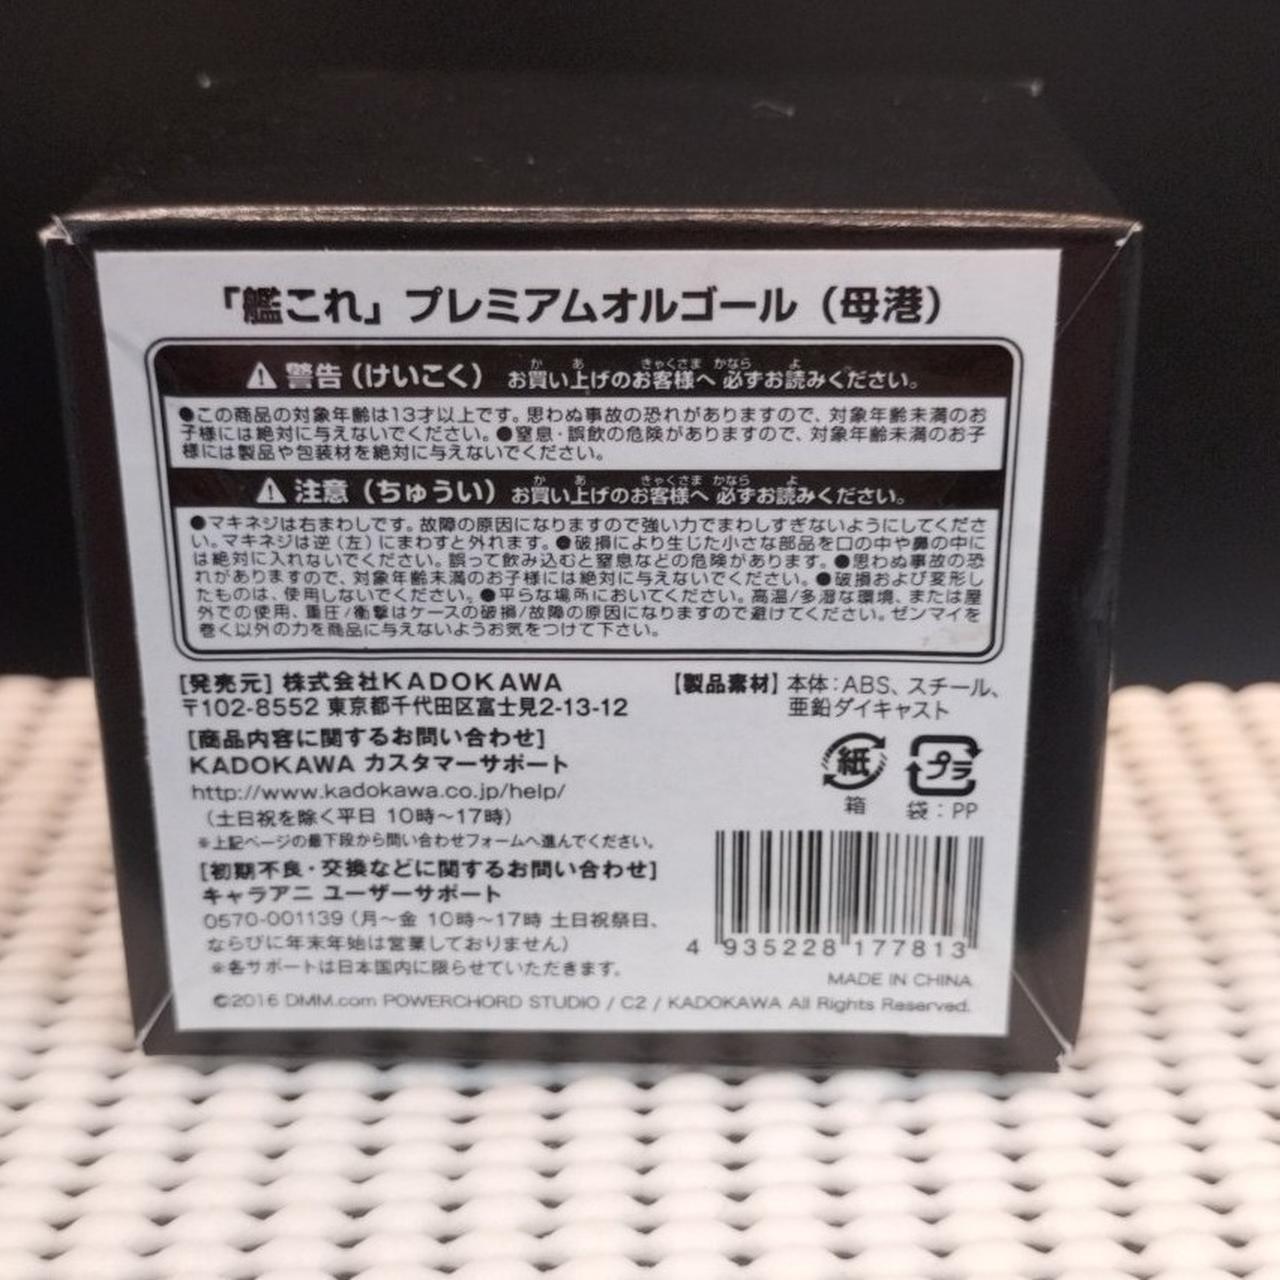 「艦これ」プレミアムオルゴール（母港）
警告（けいこく） お買い上げのお客様へ 必ずお読みください。
●この商品の対象年齢は13才以上です。思わぬ事故の恐れがありますので、対象年齢未満のお
子様には絶対に与えないでください。●窒息・誤飲の危険がありますので、対象年齢未満のお子
様には製品や包装材を絶対に与えないでください。
注意（ちゅうい） お買い上げのお客様へ 必ずお読みください。
●マキネジは右まわしです。故障の原因になりますので強い力でまわしすぎないようにしてくださ
い。マキネジは逆（左）にまわすと外れます。●破損により生じた小さな部品を口の中や鼻の中に
は絶対に入れないでください。誤って飲み込むと窒息などの危険があります。●思わぬ事故の恐
れがありますので、対象年齢未満のお子様には絶対に与えないでください。●破損および変形し
たものは、使用しないでください。●平らな場所においてください。高温/多湿な環境、または屋
外での使用、重圧/衝撃はケースの破損/故障の原因になりますので避けてください。ゼンマイを
巻く以外の力を商品に与えないようお気をつけて下さい。
[発売元] 株式会社KADOKAWA
〒102-8552 東京都千代田区富士見2-13-12
[商品内容に関するお問い合わせ]
KADOKAWA カスタマーサポート
http://www.kadokawa.co.jp/help/
（土日祝を除く平日 10時～17時）
※上記ページの最下段から問い合わせフォームへ進んでください。
[初期不良・交換などに関するお問い合わせ]
キャラアニ ユーザーサポート
0570-001139（月～金 10時～17時 土日祝祭日、
ならびに年末年始は営業しておりません）
※各サポートは日本国内に限らせていただきます。
【製品素材】本体：ABS、スチール、
亜鉛ダイキャスト
紙
箱
プラ
袋：PP
4 935228 177813
MADE IN CHINA
©2016 DMM.com POWERCHORD STUDIO / C2 / KADOKAWA All Rights Reserved.